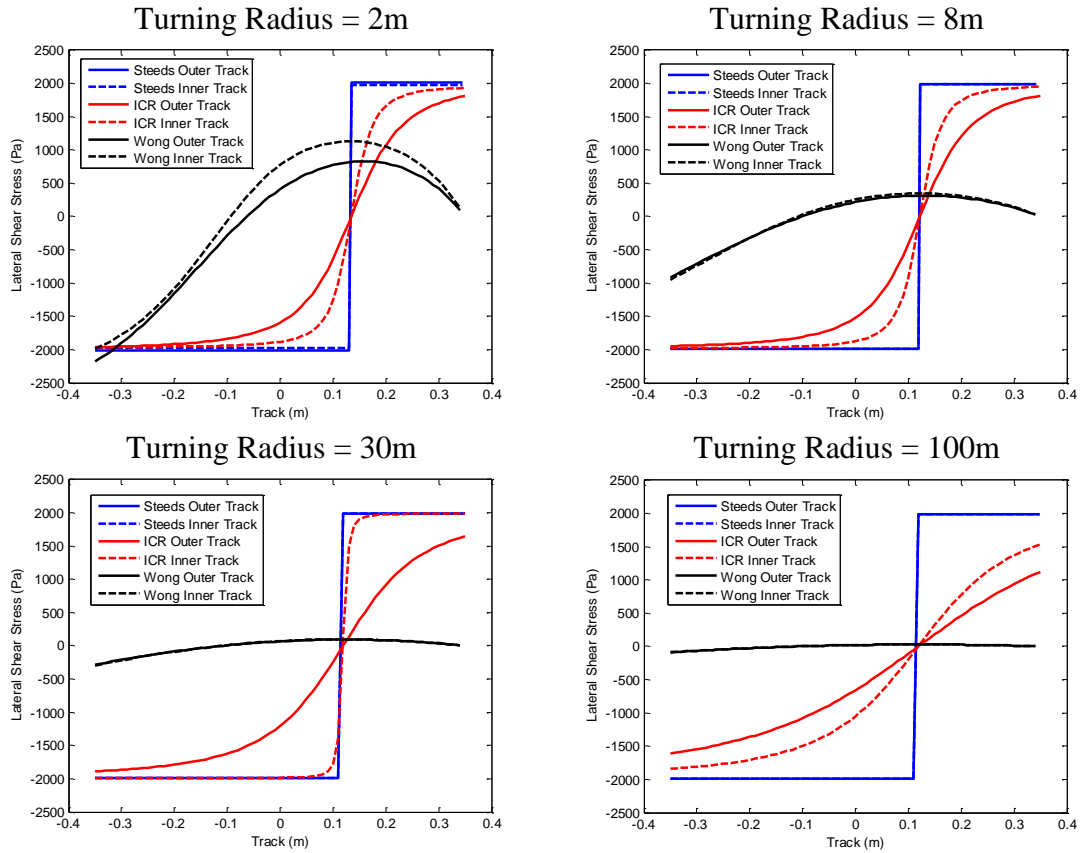 Turning Radius = 2m
2500
2000
1500
1000
500
0
-500
-1000
-1500
-2000
-2500
Lateral Shear Stress (Pa)
Steeds Outer Track
Steeds Inner Track
ICR Outer Track
ICR Inner Track
Wong Outer Track
Wong Inner Track
-0.4 -0.3 -0.2 -0.1 0 0.1 0.2 0.3 0.4
Track (m)
Turning Radius = 8m
2500
2000
1500
1000
500
0
-500
-1000
-1500
-2000
-2500
Lateral Shear Stress (Pa)
Steeds Outer Track
Steeds Inner Track
ICR Outer Track
ICR Inner Track
Wong Outer Track
Wong Inner Track
-0.4 -0.3 -0.2 -0.1 0 0.1 0.2 0.3 0.4
Track (m)
Turning Radius = 30m
2500
2000
1500
1000
500
0
-500
-1000
-1500
-2000
-2500
Lateral Shear Stress (Pa)
Steeds Outer Track
Steeds Inner Track
ICR Outer Track
ICR Inner Track
Wong Outer Track
Wong Inner Track
-0.4 -0.3 -0.2 -0.1 0 0.1 0.2 0.3 0.4
Track (m)
Turning Radius = 100m
2500
2000
1500
1000
500
0
-500
-1000
-1500
-2000
-2500
Lateral Shear Stress (Pa)
Steeds Outer Track
Steeds Inner Track
ICR Outer Track
ICR Inner Track
Wong Outer Track
Wong Inner Track
-0.4 -0.3 -0.2 -0.1 0 0.1 0.2 0.3 0.4
Track (m)